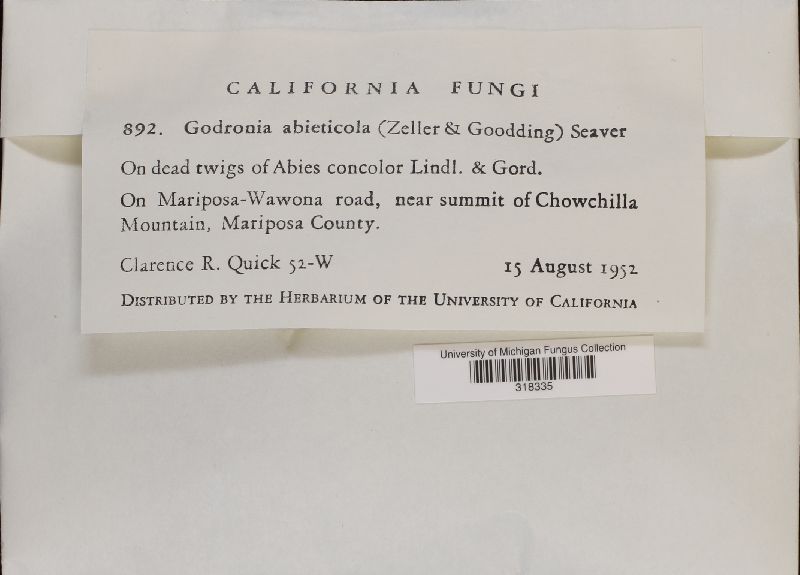 CALIFORNIA FUNGI
892. Godronia abieticola (Zeller & Goodding) Seaver
On dead twigs of Abies concolor Lindl. & Gord.
On Mariposa-Wawona road, near summit of Chowchilla
Mountain, Mariposa County.
Clarence R. Quick 52-W 15 August 1952
DISTRIBUTED BY THE HERBARIUM OF THE UNIVERSITY OF CALIFORNIA
University of Michigan Fungus Collection
318335